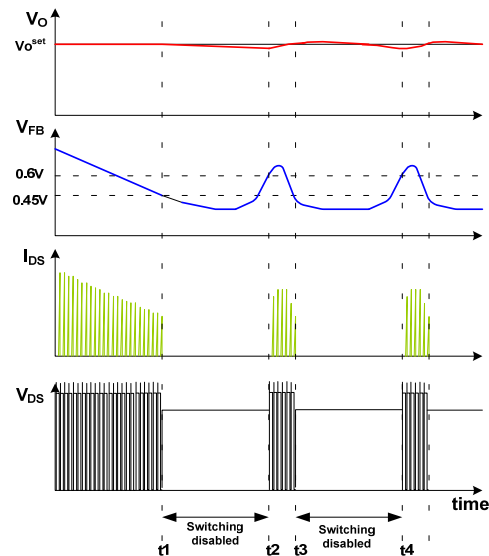 VO
Voset
VFB
0.6V
0.45V
IDS
VDS
time
Switching
disabled
Switching
disabled
t1
t2
t3
t4